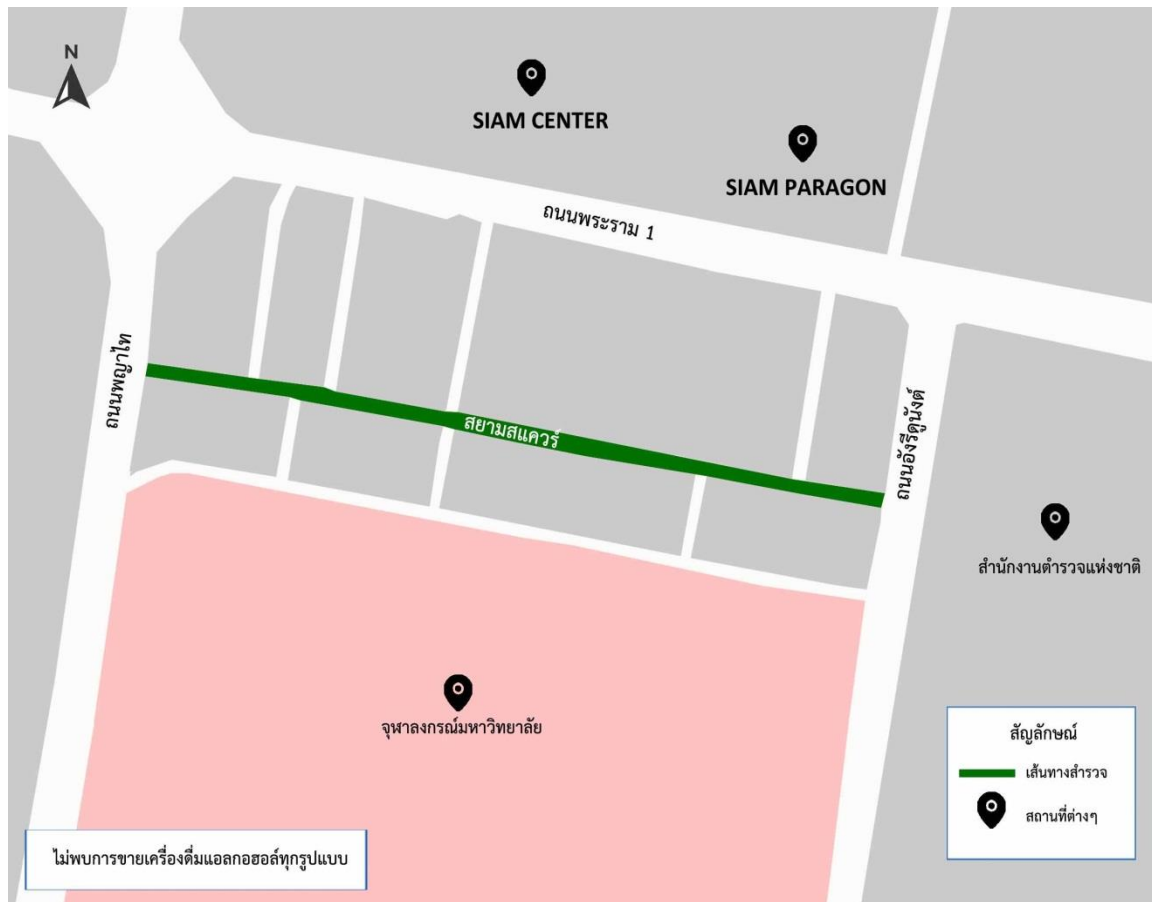 N
SIAM CENTER
SIAM PARAGON
ถนนพระราม 1
ถนนพญาไท
สยามสแควร์
ถนนอังรีดูนังต์
สำนักงานตำรวจแห่งชาติ
จุฬาลงกรณ์มหาวิทยาลัย
สัญลักษณ์
เส้นทางสำรวจ
สถานที่ต่างๆ
ไม่พบการขายเครื่องดื่มแอลกอฮอล์ทุกรูปแบบ